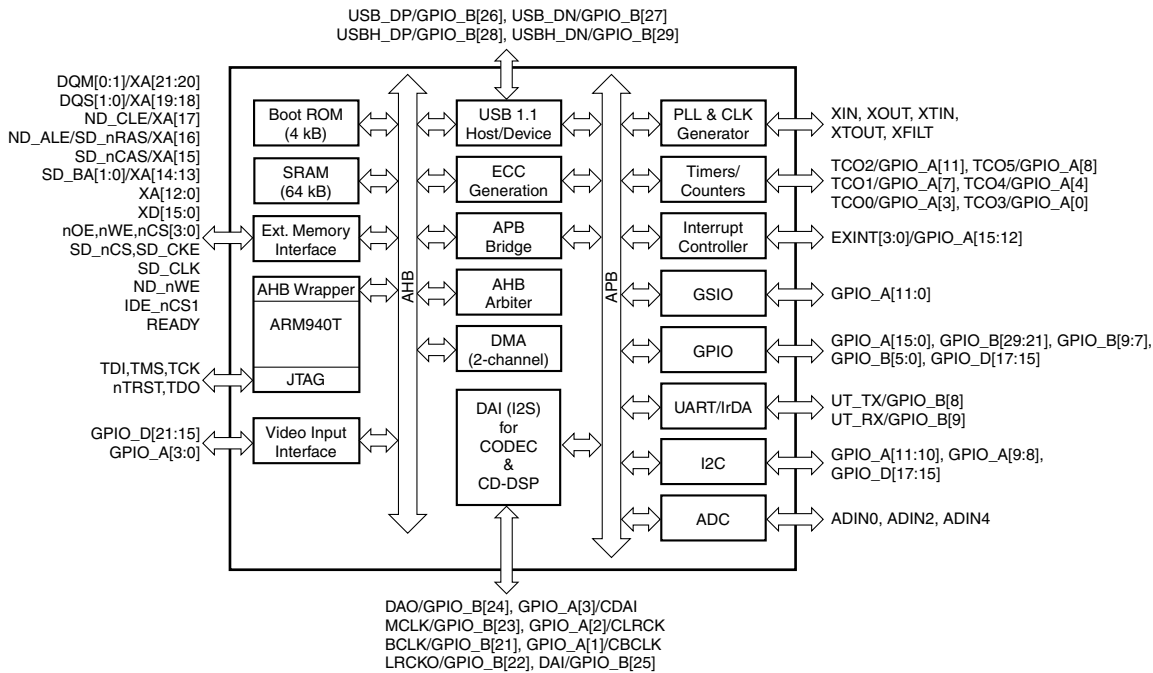 USB_DP/GPIO_B[26], USB_DN/GPIO_B[27]
USBH_DP/GPIO_B[28], USBH_DN/GPIO_B[29]
DQM[0:1]/XA[21:20]
DQS[1:0]/XA[19:18]
ND_CLE/XA[17]
ND_ALE/SD_nRAS/XA[16]
SD_nCAS/XA[15]
SD_BA[1:0]/XA[14:13]
XA[12:0]
XD[15:0]
nOE,nWE,nCS[3:0]
SD_nCS,SD_CKE
SD_CLK
ND_nWE
IDE_nCS1
READY
TDI,TMS,TCK
nTRST,TDO
GPIO_D[21:15]
GPIO_A[3:0]
Boot ROM
(4 kB)
SRAM
(64 kB)
Ext. Memory
Interface
AHB Wrapper
ARM940T
JTAG
Video Input
Interface
AHB
USB 1.1
Host/Device
ECC
Generation
APB
Bridge
AHB
Arbiter
DMA
(2-channel)
DAI (I2S)
for
CODEC
&
CD-DSP
APB
PLL & CLK
Generator
Timers/
Counters
Interrupt
Controller
GSIO
GPIO
UART/IrDA
I2C
ADC
XIN, XOUT, XTIN,
XTOUT, XFILT
TCO2/GPIO_A[11], TCO5/GPIO_A[8]
TCO1/GPIO_A[7], TCO4/GPIO_A[4]
TCO0/GPIO_A[3], TCO3/GPIO_A[0]
EXINT[3:0]/GPIO_A[15:12]
GPIO_A[11:0]
GPIO_A[15:0], GPIO_B[29:21], GPIO_B[9:7],
GPIO_B[5:0], GPIO_D[17:15]
UT_TX/GPIO_B[8]
UT_RX/GPIO_B[9]
GPIO_A[11:10], GPIO_A[9:8],
GPIO_D[17:15]
ADIN0, ADIN2, ADIN4
DAO/GPIO_B[24], GPIO_A[3]/CDAI
MCLK/GPIO_B[23], GPIO_A[2]/CLRCK
BCLK/GPIO_B[21], GPIO_A[1]/CBCLK
LRCKO/GPIO_B[22], DAI/GPIO_B[25]